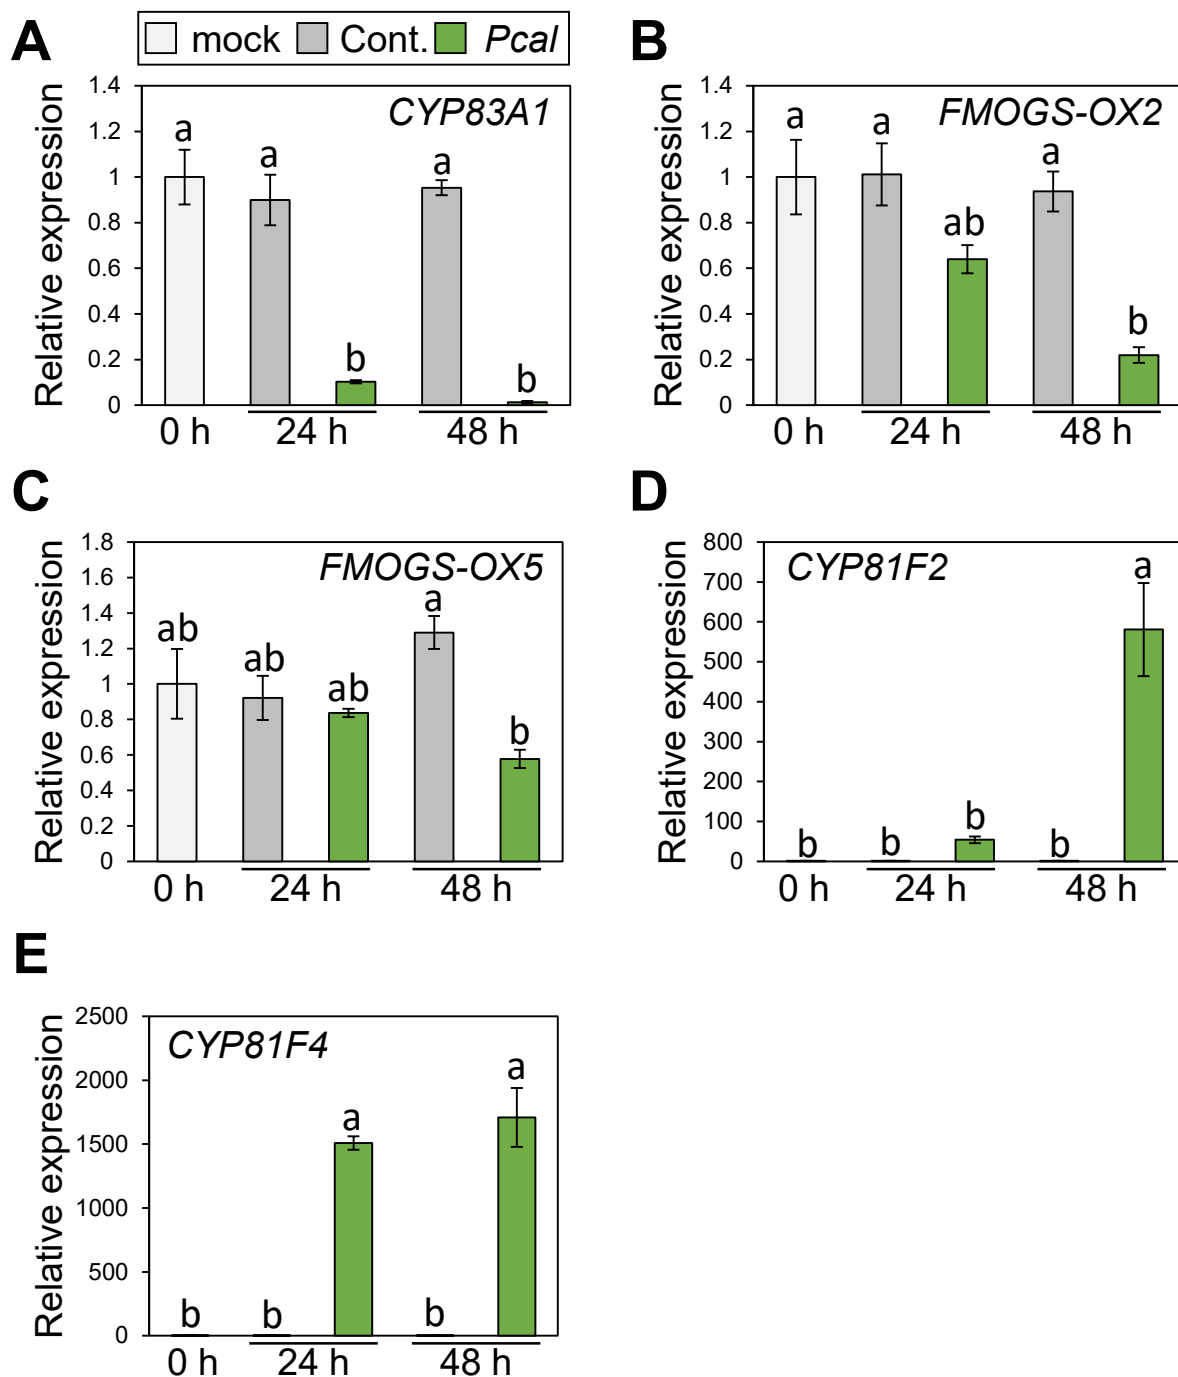 A
mock Cont. Pcal
Relative expression
CYP83A1
1.4
1.2
1
0.8
0.6
0.4
0.2
0
a
a
b
a
b
0 h 24 h 48 h
B
Relative expression
FMOGS-OX2
1.4
1.2
1
0.8
0.6
0.4
0.2
0
a
a
ab
a
b
0 h 24 h 48 h
C
Relative expression
FMOGS-OX5
1.8
1.6
1.4
1.2
1
0.8
0.6
0.4
0.2
0
ab
ab
ab
a
b
0 h 24 h 48 h
D
Relative expression
CYP81F2
800
700
600
500
400
300
200
100
0
b
b
b
b
a
0 h 24 h 48 h
E
Relative expression
CYP81F4
2500
2000
1500
1000
500
0
b
b
a
b
a
0 h 24 h 48 h